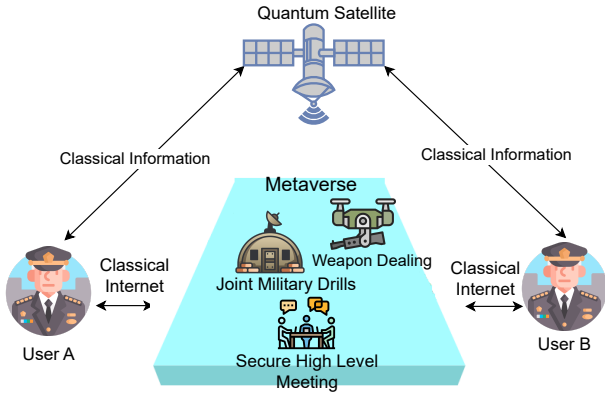 Quantum Satellite
Classical Information
Classical Information
Metaverse
Weapon Dealing
Joint Military Drills
Classical
Internet
Classical
Internet
Secure High Level
Meeting
User A
User B